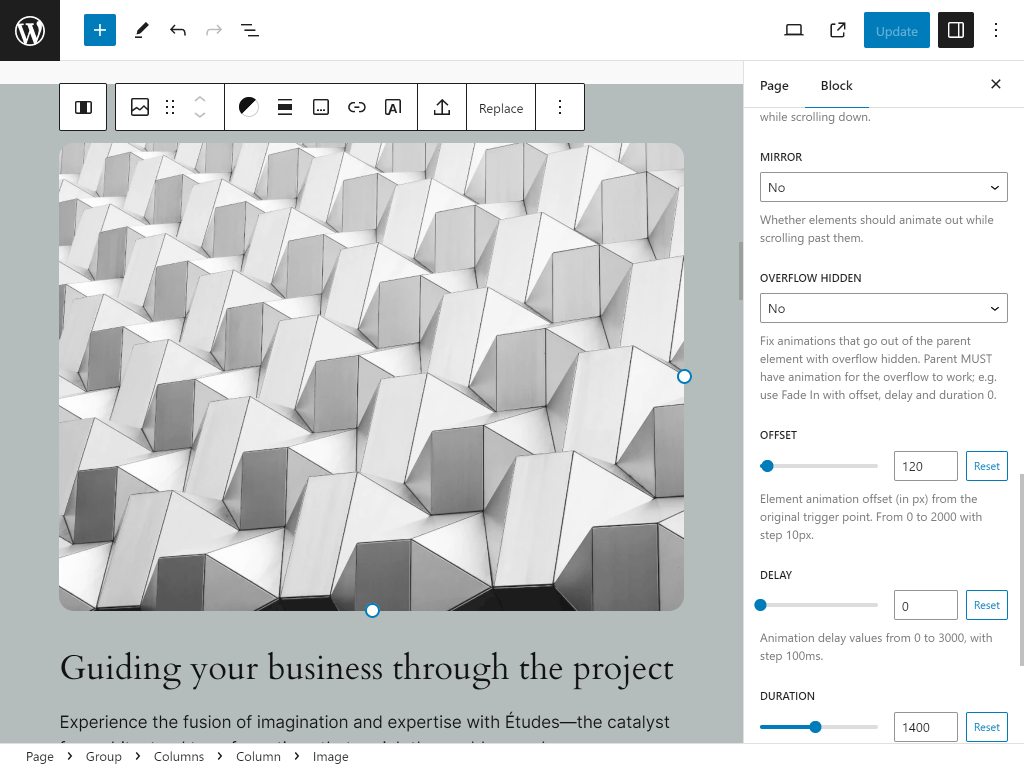 Update
Replace
Page
Block
while scrolling down.
MIRROR
No
Whether elements should animate out while
scrolling past them.
OVERFLOW HIDDEN
No
Fix animations that go out of the parent
element with overflow hidden. Parent MUST
have animation for the overflow to work; e.g.
use Fade In with offset, delay and duration 0.
OFFSET
120
Reset
Element animation offset (in px) from the
original trigger point. From 0 to 2000 with
step 10px.
DELAY
0
Reset
Animation delay values from 0 to 3000, with
step 100ms.
DURATION
1400
Reset
Guiding your business through the project
Experience the fusion of imagination and expertise with Études—the catalyst
Page
Group
Columns
Column
Image